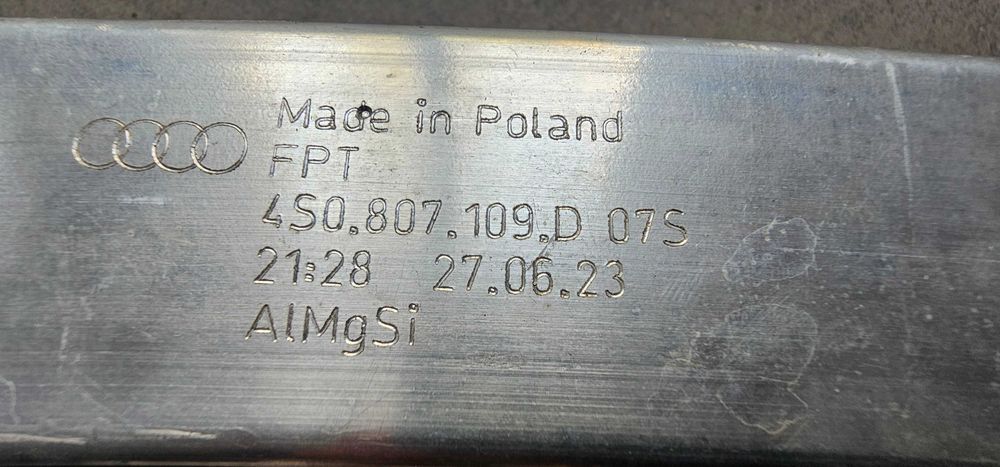 Made in Poland
FPT
4S0.807.109.D 07S
21:28 27.06.23
AlMgSi